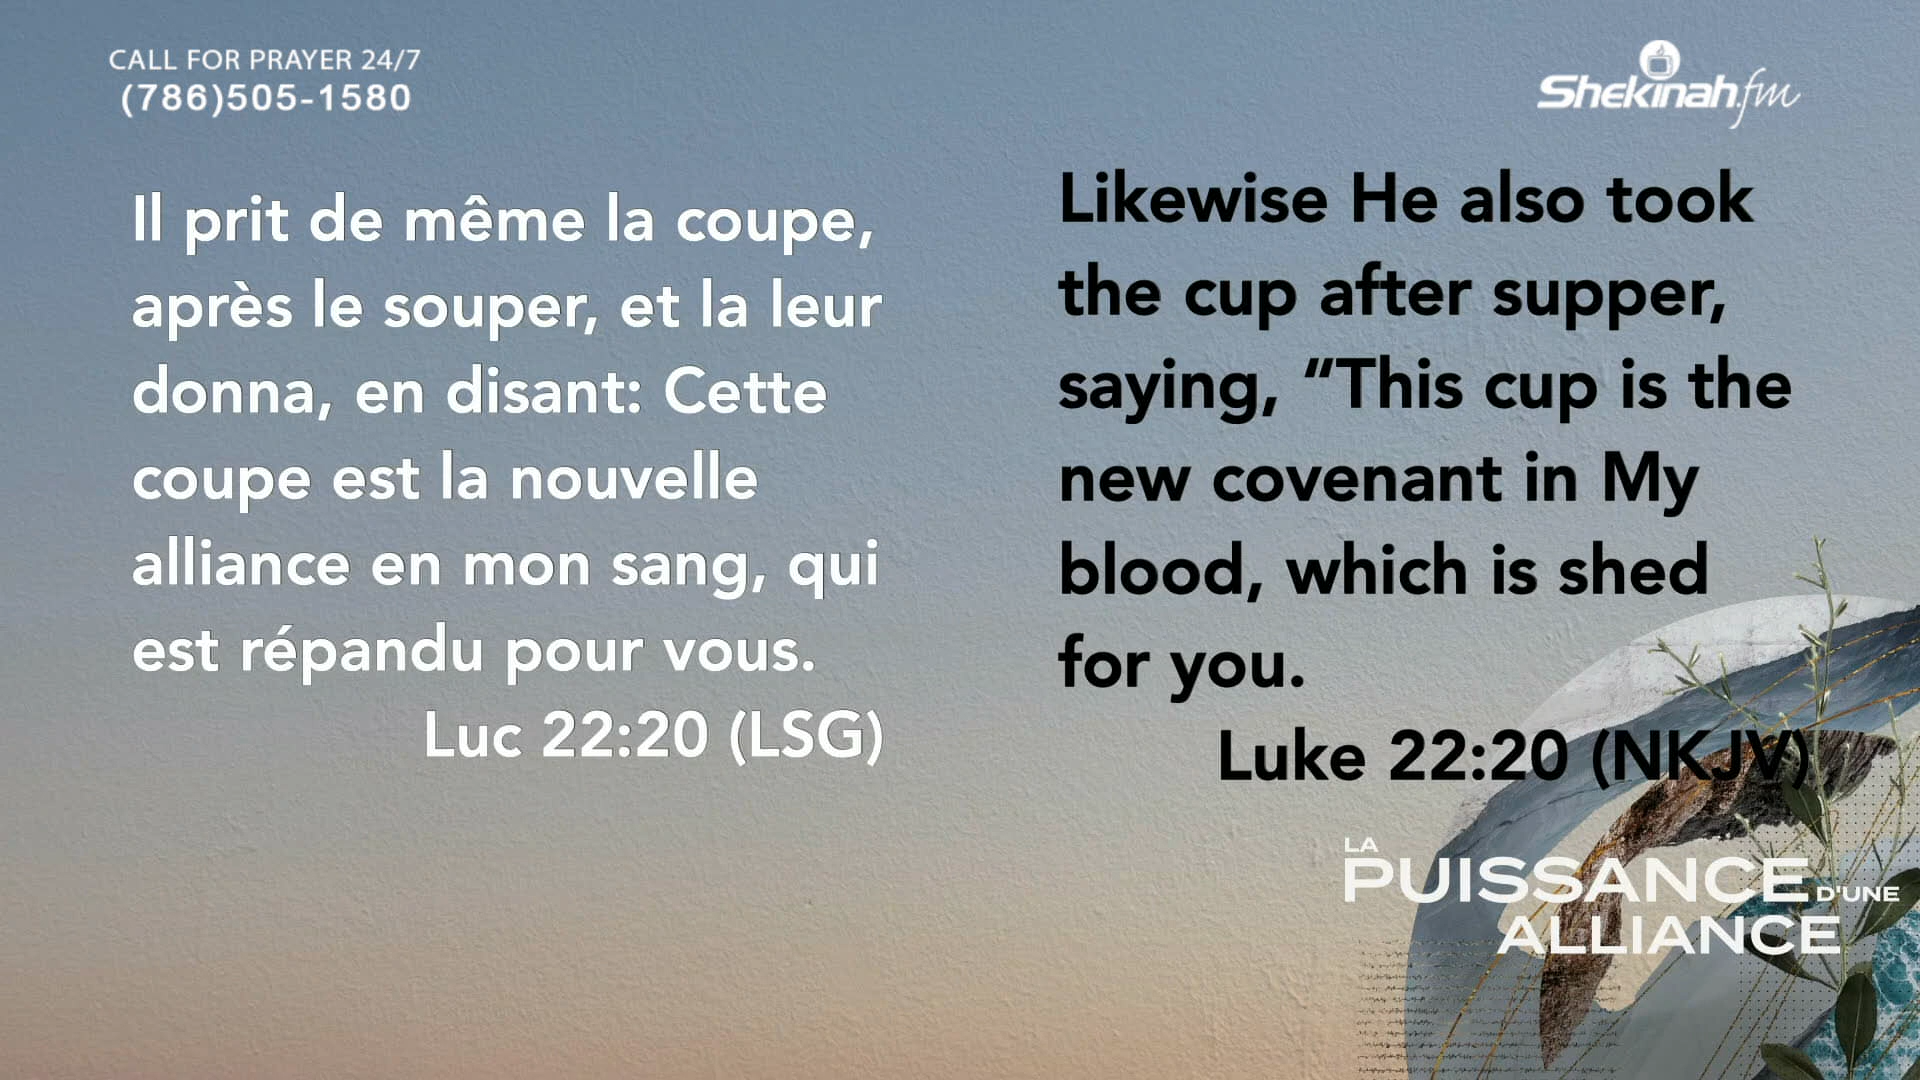 CALL FOR PRAYER 24/7
(786)505-1580
Shekinah.fm
Il prit de même la coupe,
après le souper, et la leur
donna, en disant: Cette
coupe est la nouvelle
alliance en mon sang, qui
est répandu pour vous.
Luc 22:20 (LSG)
Likewise He also took
the cup after supper,
saying, “This cup is the
new covenant in My
blood, which is shed
for you.
Luke 22:20 (NKJV)
LA
PUISSANCE D'UNE
ALLIANCE